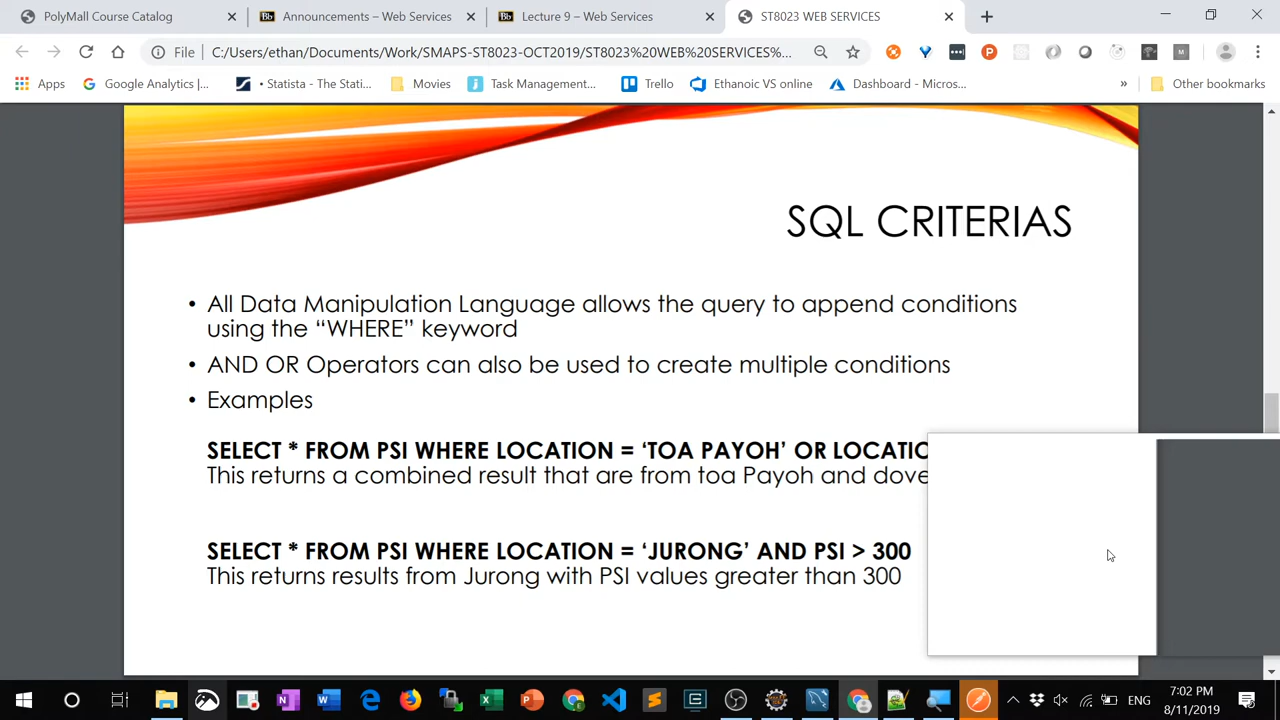 PolyMall Course Catalog
Announcements – Web Services
Lecture 9 – Web Services
ST8023 WEB SERVICES
File
C:/Users/ethan/Documents/Work/SMAPS-ST8023-OCT2019/ST8023%20WEB%20SERVICES%...
Apps
Google Analytics |...
• Statista - The Stati...
Movies
Task Management...
Trello
Ethanoic VS online
Dashboard - Micros...
»
Other bookmarks
SQL CRITERIAS
• All Data Manipulation Language allows the query to append conditions
using the “WHERE” keyword
• AND OR Operators can also be used to create multiple conditions
• Examples
SELECT * FROM PSI WHERE LOCATION = ‘TOA PAYOH’ OR LOCATIO
This returns a combined result that are from toa Payoh and dove
SELECT * FROM PSI WHERE LOCATION = ‘JURONG’ AND PSI > 300
This returns results from Jurong with PSI values greater than 300
ENG
7:02 PM
8/11/2019